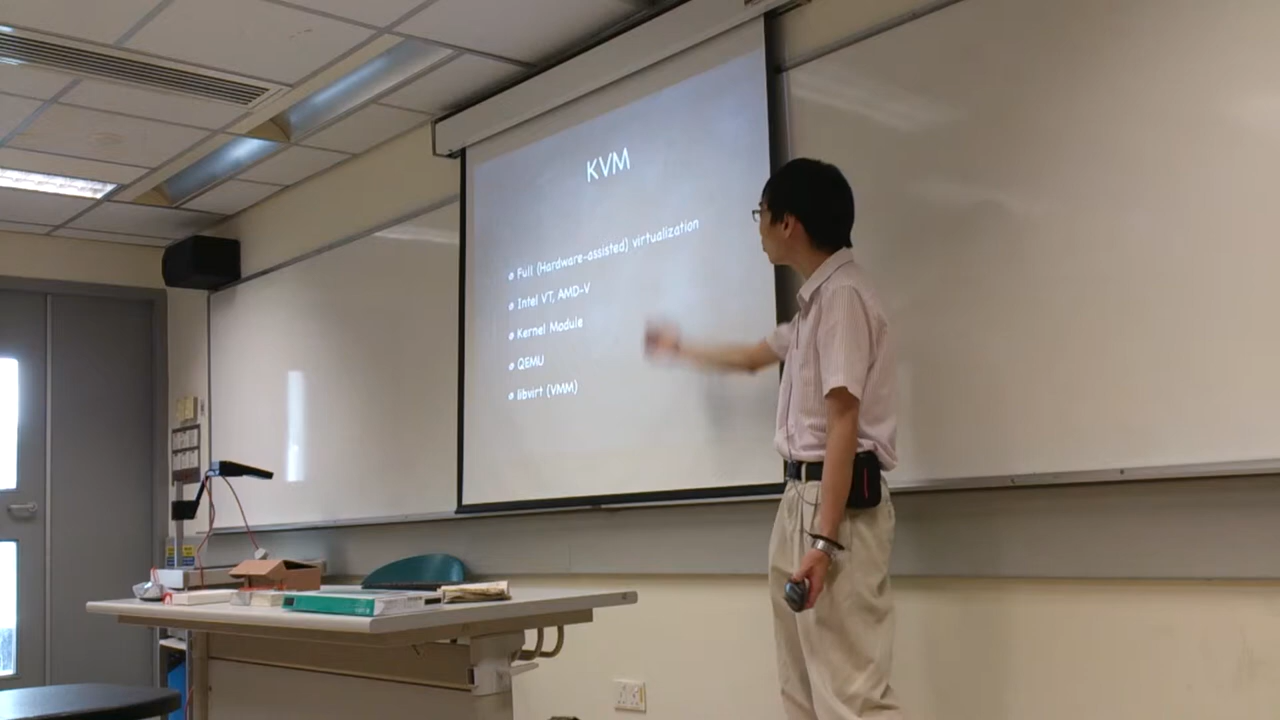 KVM
Full (Hardware-assisted) virtualization
Intel VT, AMD-V
Kernel Module
QEMU
libvirt (VMM)